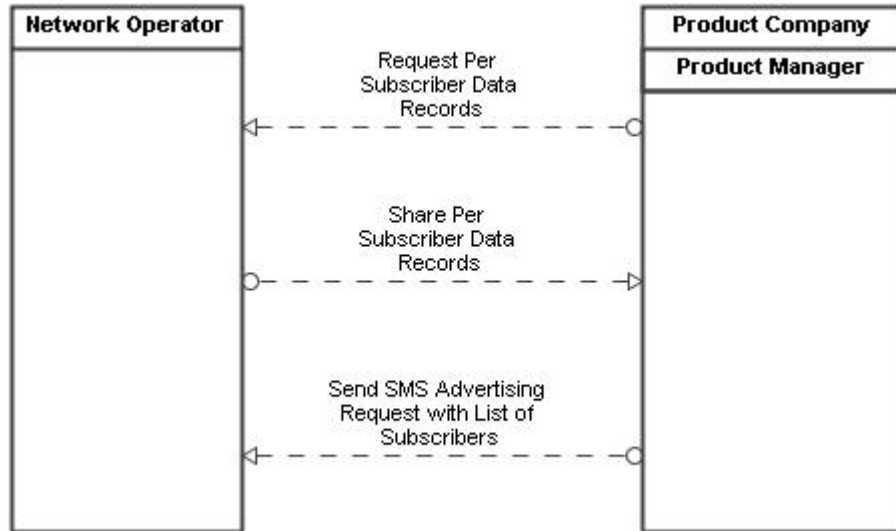 Network Operator
Product Company
Product Manager
Request Per
Subscriber Data
Records
Share Per
Subscriber Data
Records
Send SMS Advertising
Request with List of
Subscribers